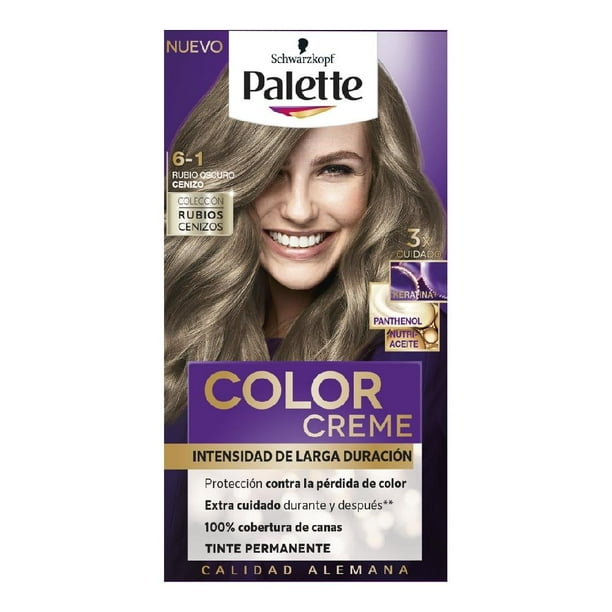 NUEVO
Schwarzkopf
Palette
6-1
RUBIO OSCURO
CENIZO
COLECCIÓN
RUBIOS
CENIZOS
3x
CUIDADO
KERATINA+
PANTHENOL
NUTRI-
ACEITE
COLOR
CREME
INTENSIDAD DE LARGA DURACIÓN
Protección contra la pérdida de color
Extra cuidado durante y después**
100% cobertura de canas
TINTE PERMANENTE
CALIDAD ALEMANA